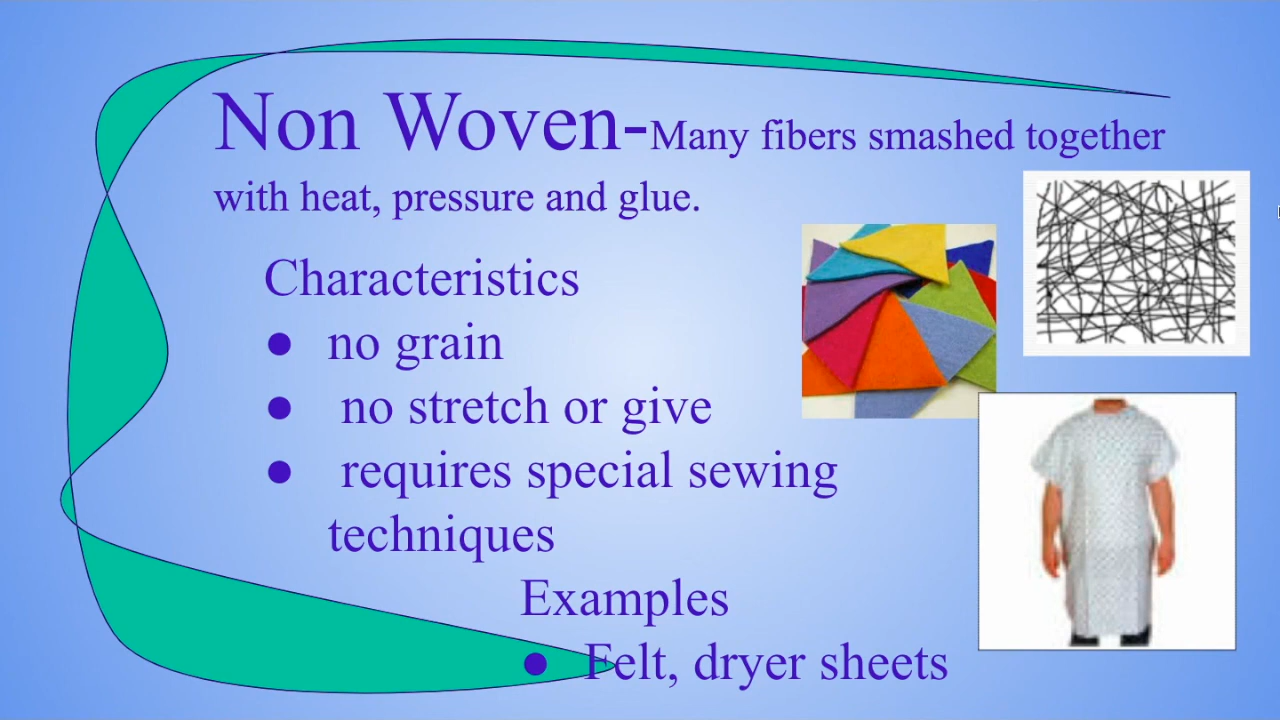 Non Woven-Many fibers smashed together
with heat, pressure and glue.
Characteristics
● no grain
● no stretch or give
● requires special sewing
techniques
Examples
● Felt, dryer sheets